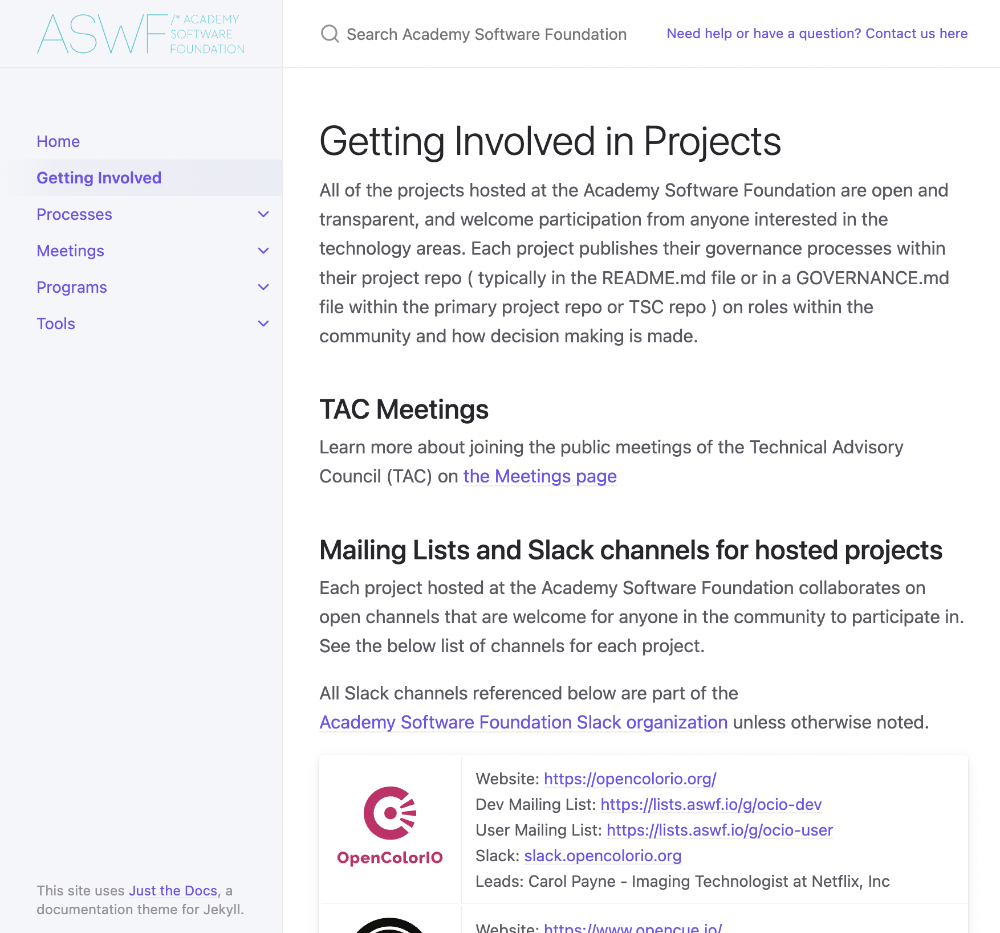 ASWF /* ACADEMY
SOFTWARE
FOUNDATION
Search Academy Software Foundation
Need help or have a question? Contact us here
Home
Getting Involved
Processes
Meetings
Programs
Tools
This site uses Just the Docs, a
documentation theme for Jekyll.
Getting Involved in Projects
All of the projects hosted at the Academy Software Foundation are open and
transparent, and welcome participation from anyone interested in the
technology areas. Each project publishes their governance processes within
their project repo ( typically in the README.md file or in a GOVERNANCE.md
file within the primary project repo or TSC repo ) on roles within the
community and how decision making is made.
TAC Meetings
Learn more about joining the public meetings of the Technical Advisory
Council (TAC) on the Meetings page
Mailing Lists and Slack channels for hosted projects
Each project hosted at the Academy Software Foundation collaborates on
open channels that are welcome for anyone in the community to participate in.
See the below list of channels for each project.
All Slack channels referenced below are part of the
Academy Software Foundation Slack organization unless otherwise noted.
OpenColorIO
Website: https://opencolorio.org/
Dev Mailing List: https://lists.aswf.io/g/ocio-dev
User Mailing List: https://lists.aswf.io/g/ocio-user
Slack: slack.opencolorio.org
Leads: Carol Payne - Imaging Technologist at Netflix, Inc
Website: https://www.opencue.io/